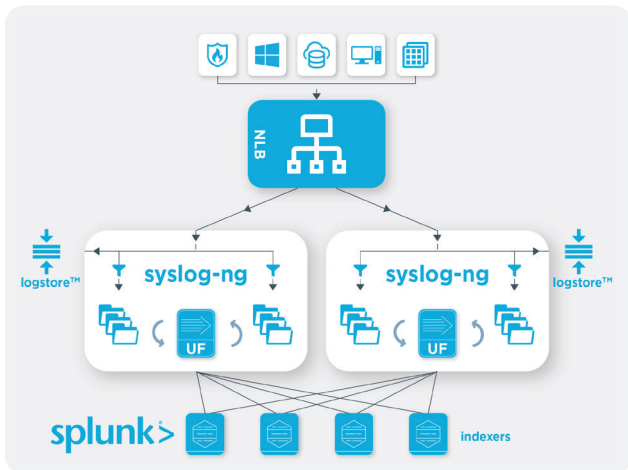 NLB
logstore™
syslog-ng
UF
syslog-ng
UF
logstore™
splunk>
indexers